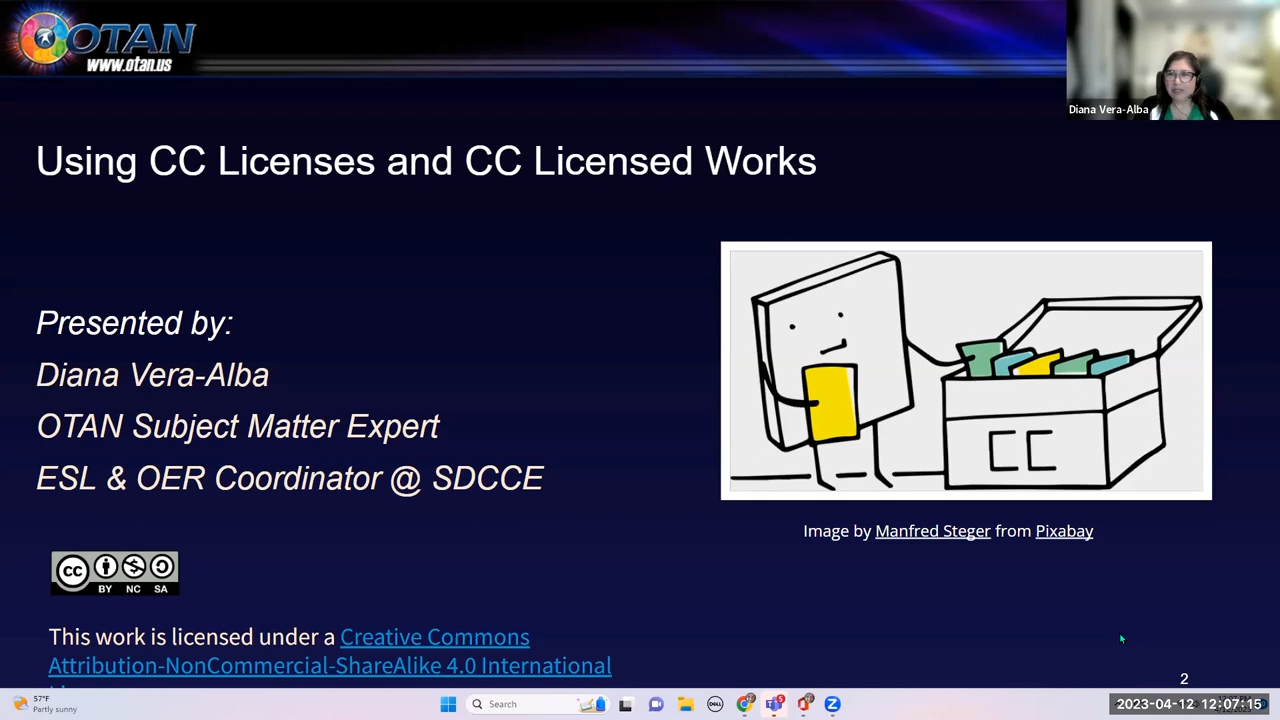 OTAN
www.otan.us
Diana Vera-Alba
Using CC Licenses and CC Licensed Works
Presented by:
Diana Vera-Alba
OTAN Subject Matter Expert
ESL & OER Coordinator @ SDCCE
CC
Image by Manfred Steger from Pixabay
cc
BY NC SA
This work is licensed under a Creative Commons
Attribution-NonCommercial-ShareAlike 4.0 International
2
57°F
Partly sunny
Search
DELL
2023-04-12 12:07:15